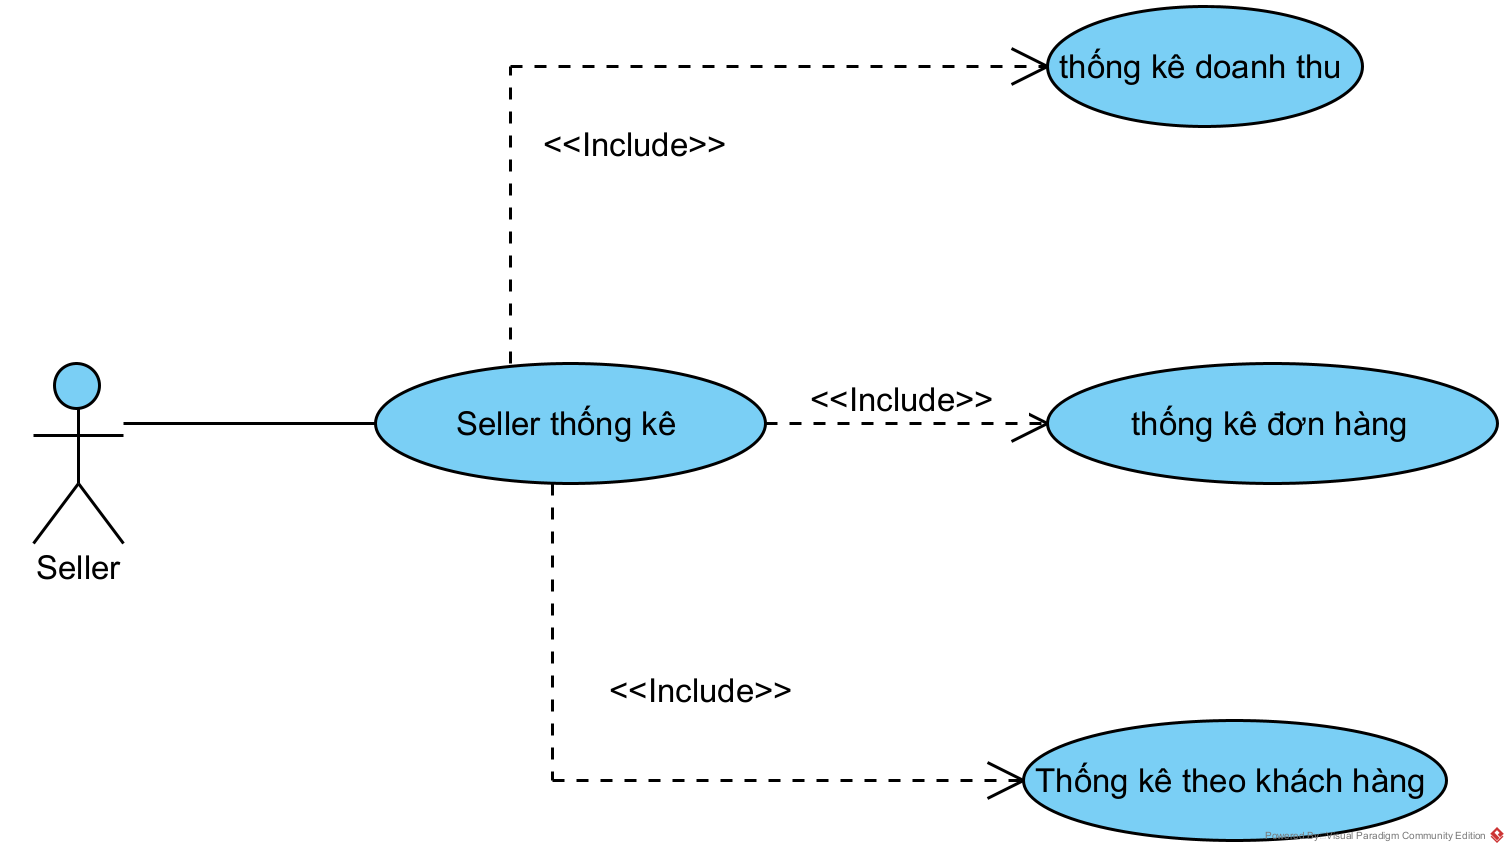 thống kê doanh thu
<<Include>>
<<Include>>
Seller thống kê
thống kê đơn hàng
Seller
<<Include>>
Thống kê theo khách hàng
Powered By Visual Paradigm Community Edition